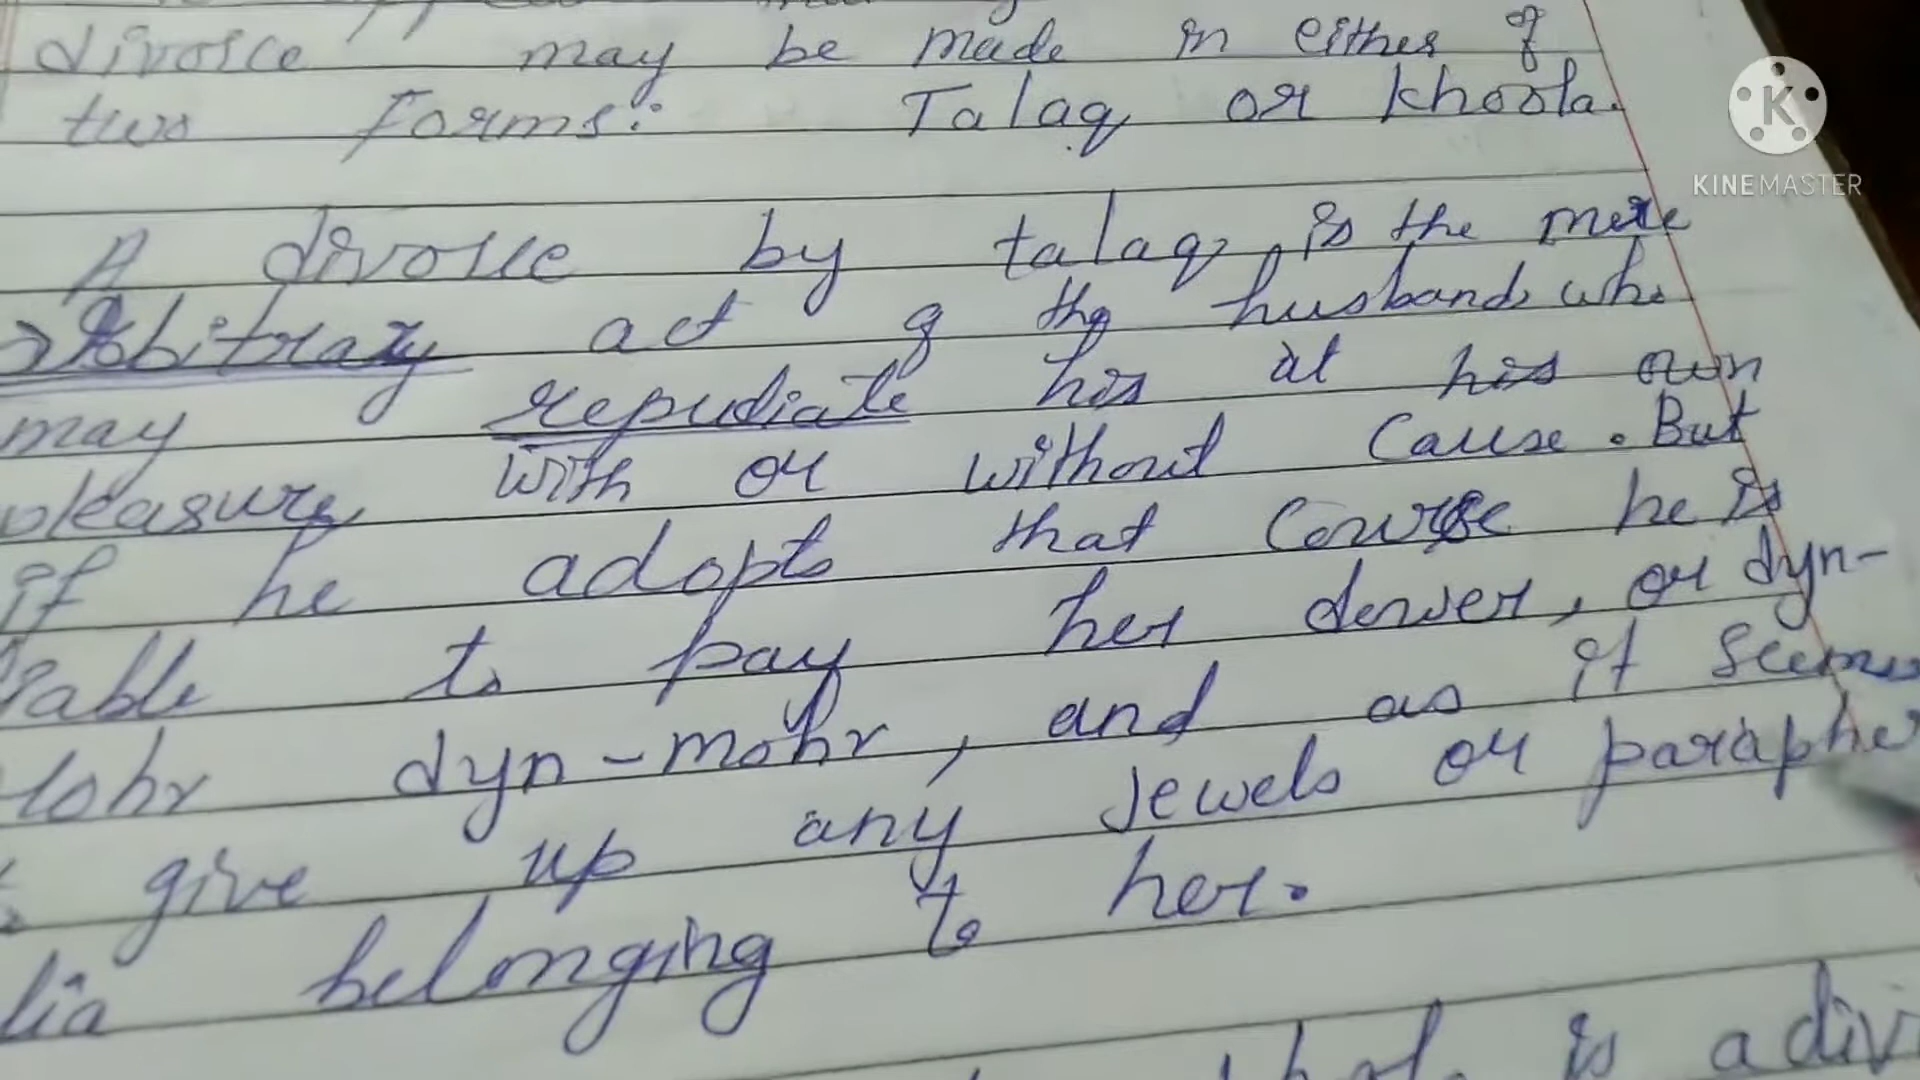 divorce may be made in either of
two forms: Talaq or Khoola.
A divorce by talaq, is the mere
Arbitrary act of the husband, who
may repudiate his at his own
pleasure, with or without cause. But
if he adopts that course he is
liable to pay her dower, or dyn-
Mohr dyn-mohr, and as it seems
give up any jewels or parapher
lia belonging to her.
is a div
K
KINEMASTER